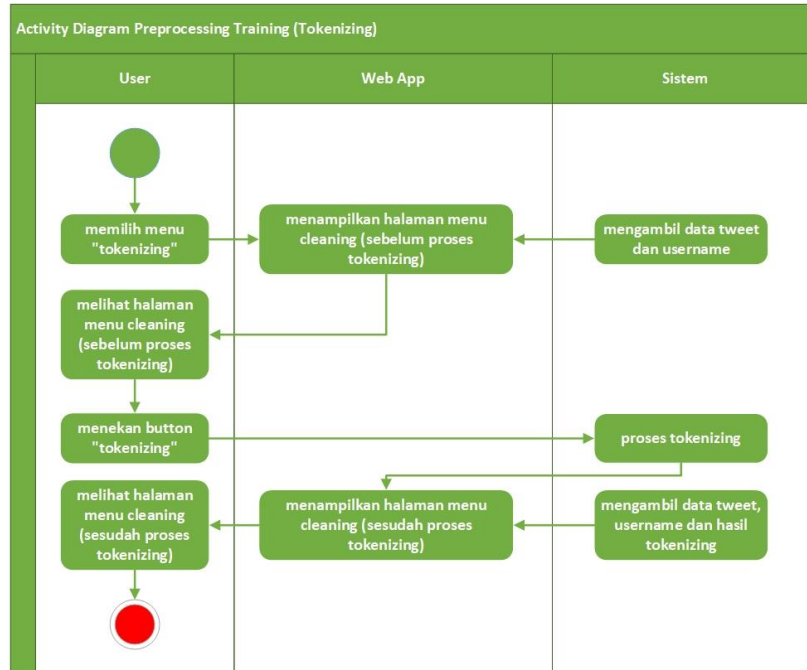 Activity Diagram Preprocessing Training (Tokenizing)
User
Web App
Sistem
memilih menu
"tokenizing"
menampilkan halaman menu
cleaning (sebelum proses
tokenizing)
mengambil data tweet
dan username
melihat halaman
menu cleaning
(sebelum proses
tokenizing)
menekan button
"tokenizing"
proses tokenizing
melihat halaman
menu cleaning
(sesudah proses
tokenizing)
menampilkan halaman menu
cleaning (sesudah proses
tokenizing)
mengambil data tweet,
username dan hasil
tokenizing